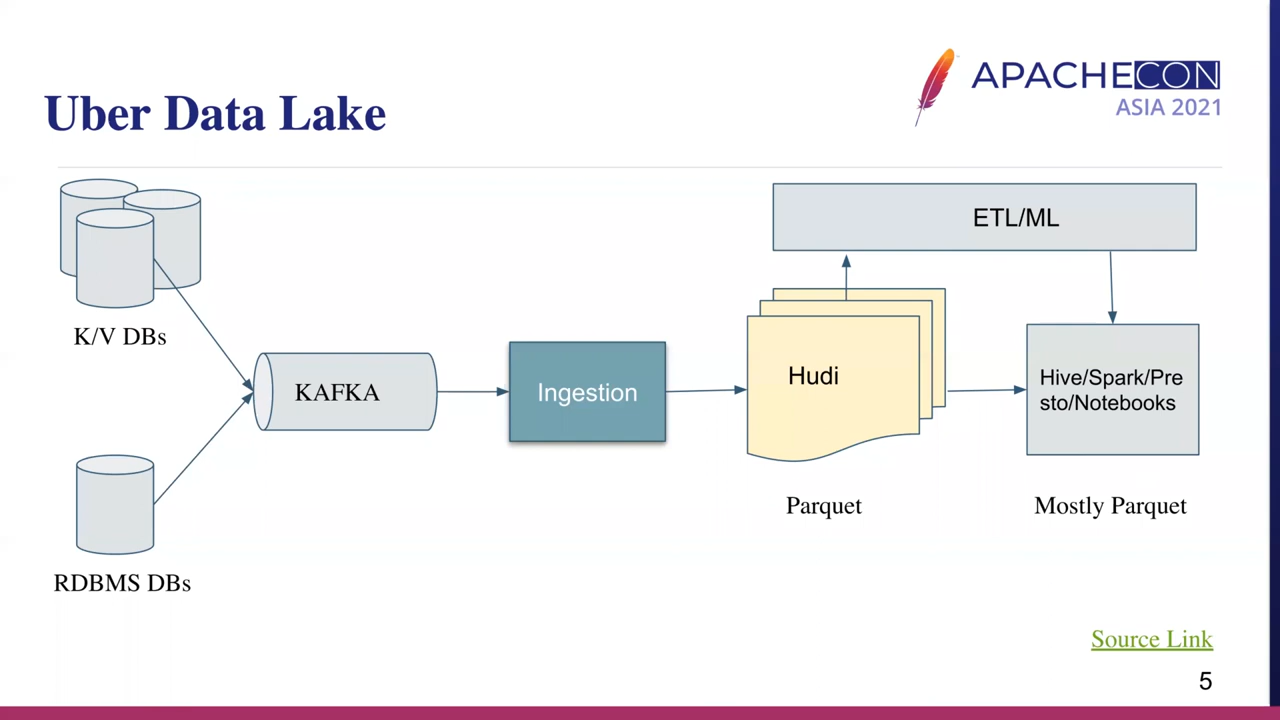 APACHECON
ASIA 2021
Uber Data Lake
ETL/ML
K/V DBs
KAFKA
Ingestion
Hudi
Hive/Spark/Pre
sto/Notebooks
Parquet
Mostly Parquet
RDBMS DBs
Source Link
5